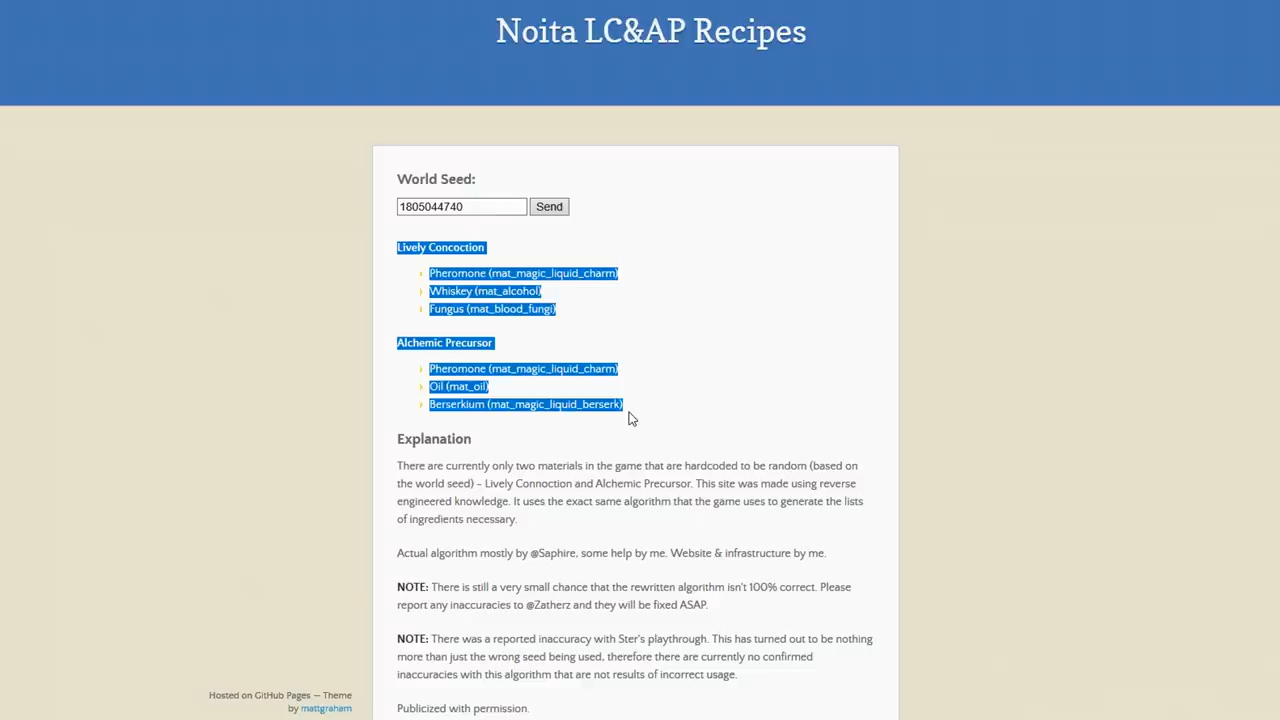 Noita LC&AP Recipes
World Seed:
1805044740 Send
Lively Concoction
Pheromone (mat_magic_liquid_charm)
Whiskey (mat_alcohol)
Fungus (mat_blood_fungi)
Alchemic Precursor
Pheromone (mat_magic_liquid_charm)
Oil (mat_oil)
Berserkium (mat_magic_liquid_berserk)
Explanation
There are currently only two materials in the game that are hardcoded to be random (based on
the world seed) - Lively Connoction and Alchemic Precursor. This site was made using reverse
engineered knowledge. It uses the exact same algorithm that the game uses to generate the lists
of ingredients necessary.
Actual algorithm mostly by @Saphire, some help by me. Website & infrastructure by me.
NOTE: There is still a very small chance that the rewritten algorithm isn't 100% correct. Please
report any inaccuracies to @Zatherz and they will be fixed ASAP.
NOTE: There was a reported inaccuracy with Ster's playthrough. This has turned out to be nothing
more than just the wrong seed being used, therefore there are currently no confirmed
inaccuracies with this algorithm that are not results of incorrect usage.
Publicized with permission.
Hosted on GitHub Pages — Theme
by mattgraham